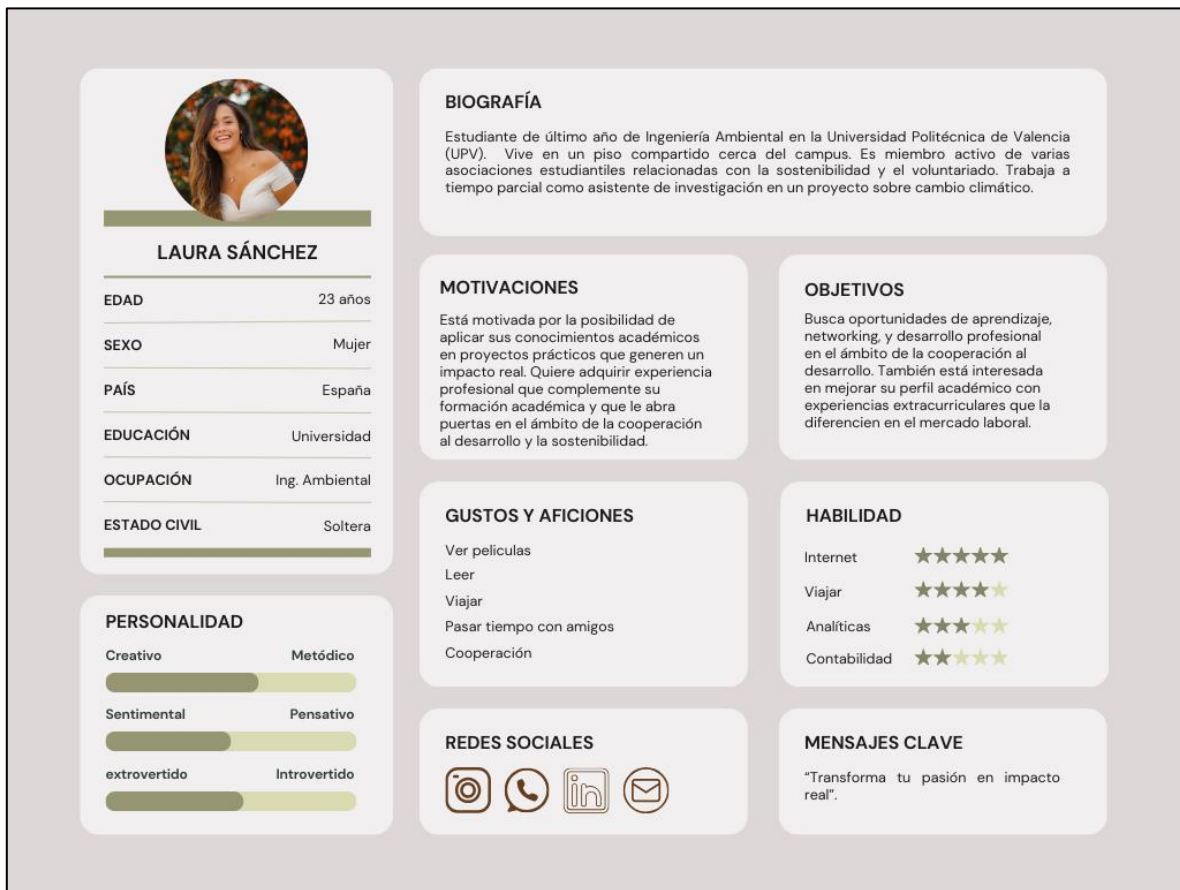 LAURA SÁNCHEZ
EDAD 23 años
SEXO Mujer
PAÍS España
EDUCACIÓN Universidad
OCUPACIÓN Ing. Ambiental
ESTADO CIVIL Soltera
PERSONALIDAD
Creativo Metódico
Sentimental Pensativo
extrovertido Introvertido
BIOGRAFÍA
Estudiante de último año de Ingeniería Ambiental en la Universidad Politécnica de Valencia
(UPV). Vive en un piso compartido cerca del campus. Es miembro activo de varias
asociaciones estudiantiles relacionadas con la sostenibilidad y el voluntariado. Trabaja a
tiempo parcial como asistente de investigación en un proyecto sobre cambio climático.
MOTIVACIONES
Está motivada por la posibilidad de
aplicar sus conocimientos académicos
en proyectos prácticos que generen un
impacto real. Quiere adquirir experiencia
profesional que complemente su
formación académica y que le abra
puertas en el ámbito de la cooperación
al desarrollo y la sostenibilidad.
OBJETIVOS
Busca oportunidades de aprendizaje,
networking, y desarrollo profesional
en el ámbito de la cooperación al
desarrollo. También está interesada
en mejorar su perfil académico con
experiencias extracurriculares que la
diferencien en el mercado laboral.
GUSTOS Y AFICIONES
Ver peliculas
Leer
Viajar
Pasar tiempo con amigos
Cooperación
HABILIDAD
Internet
Viajar
Analíticas
Contabilidad
REDES SOCIALES
in
MENSAJES CLAVE
“Transforma tu pasión en impacto
real”.